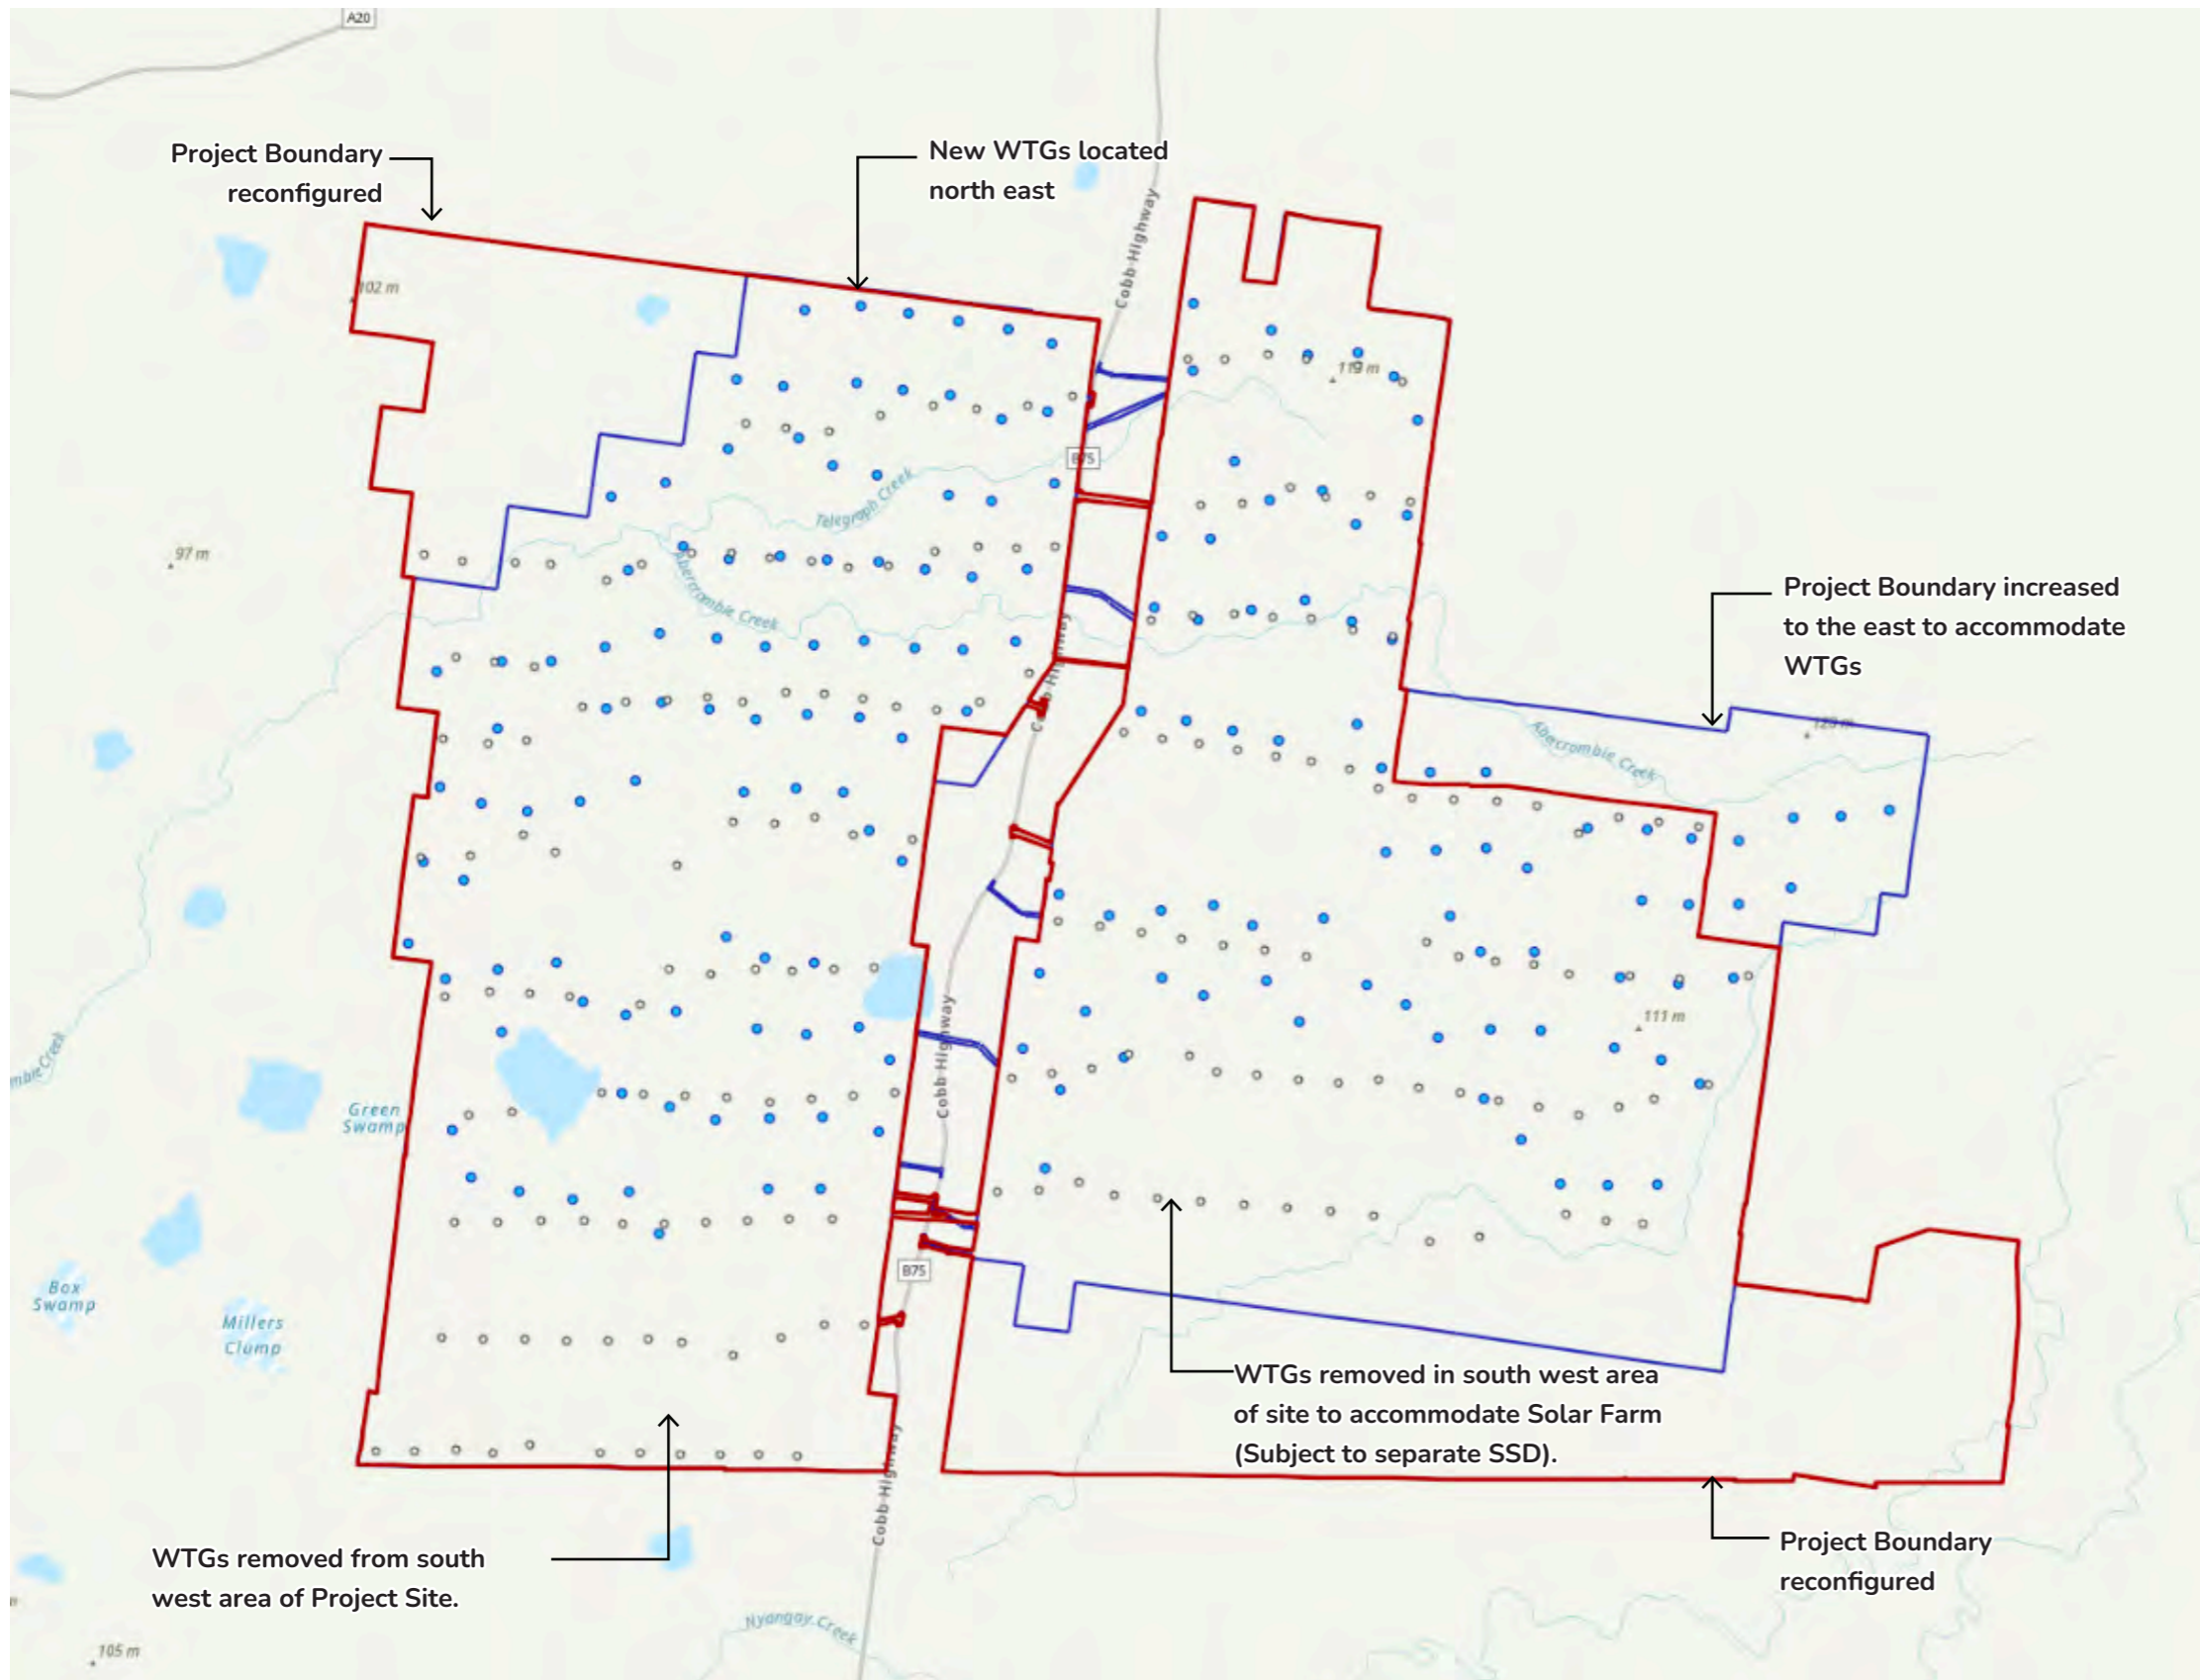 A20
Project Boundary
reconfigured
New WTGs located
north east
Cobb Highway
102 m
119 m
B75
Telegraph Creek
97 m
Abercrombie Creek
Project Boundary increased
to the east to accommodate
WTGs
Cobb Highway
123 m
Abercrombie Creek
Cobb Highway
111 m
Green
Swamp
Box
Swamp
Millers
Clump
B75
WTGs removed in south west area
of site to accommodate Solar Farm
(Subject to separate SSD).
Cobb Highway
WTGs removed from south
west area of Project Site.
Project Boundary
reconfigured
Nyangay Creek
105 m